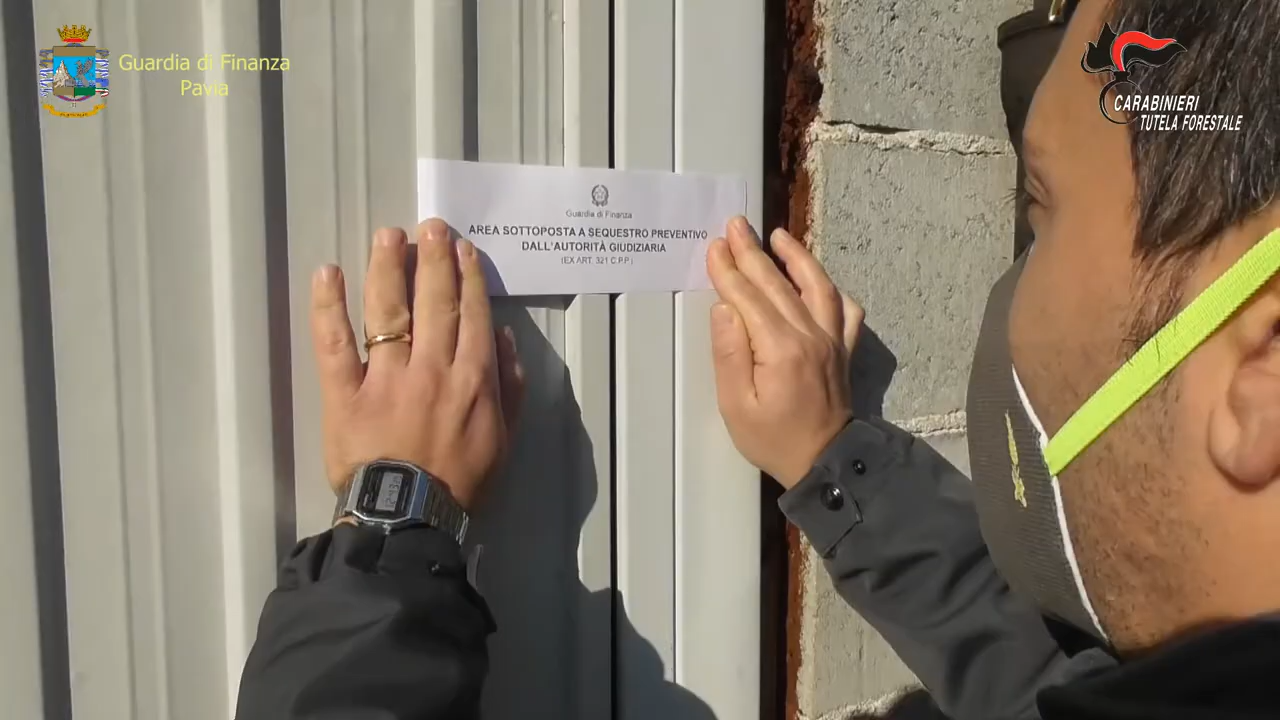 Guardia di Finanza
Pavia
CARABINIERI
TUTELA FORESTALE
Guardia di Finanza
AREA SOTTOPOSTA A SEQUESTRO PREVENTIVO
DALL'AUTORITÀ GIUDIZIARIA
(EX ART. 321 C.P.P.)